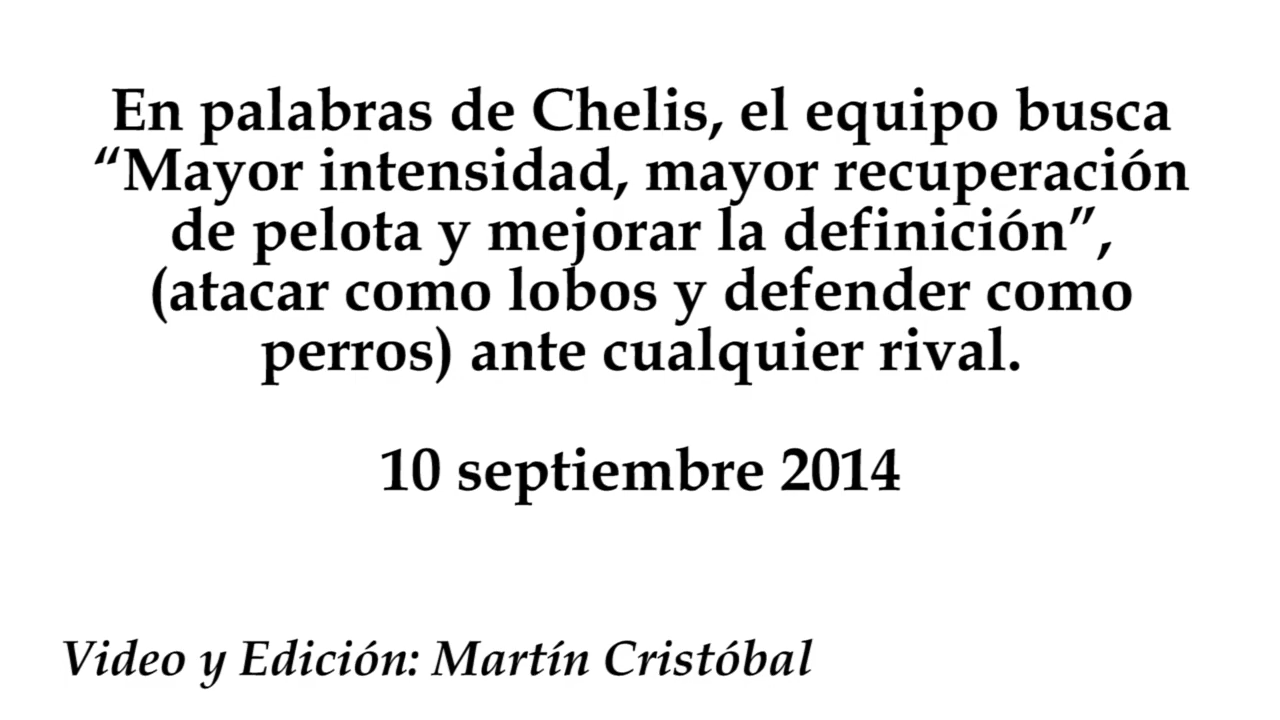 En palabras de Chelis, el equipo busca
“Mayor intensidad, mayor recuperación
de pelota y mejorar la definición”,
(atacar como lobos y defender como
perros) ante cualquier rival.
10 septiembre 2014
Video y Edición: Martín Cristóbal